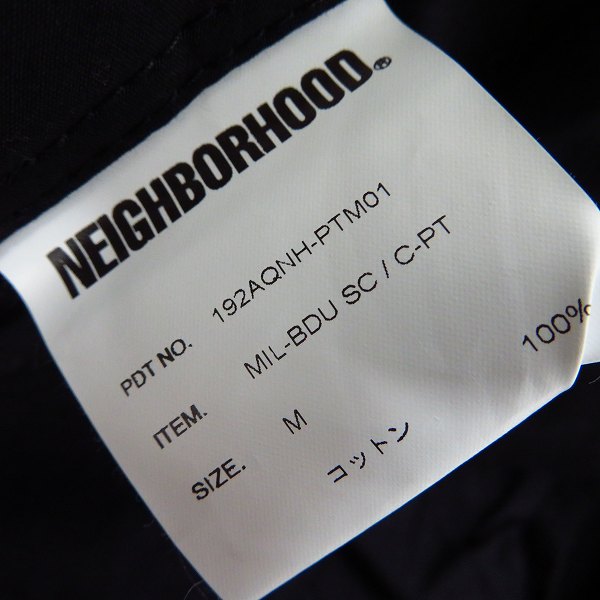 NEIGHBORHOOD®
PDT NO. 192AQNH-PTM01
ITEM. MIL-BDU SC / C-PT
SIZE. M
コットン 100%